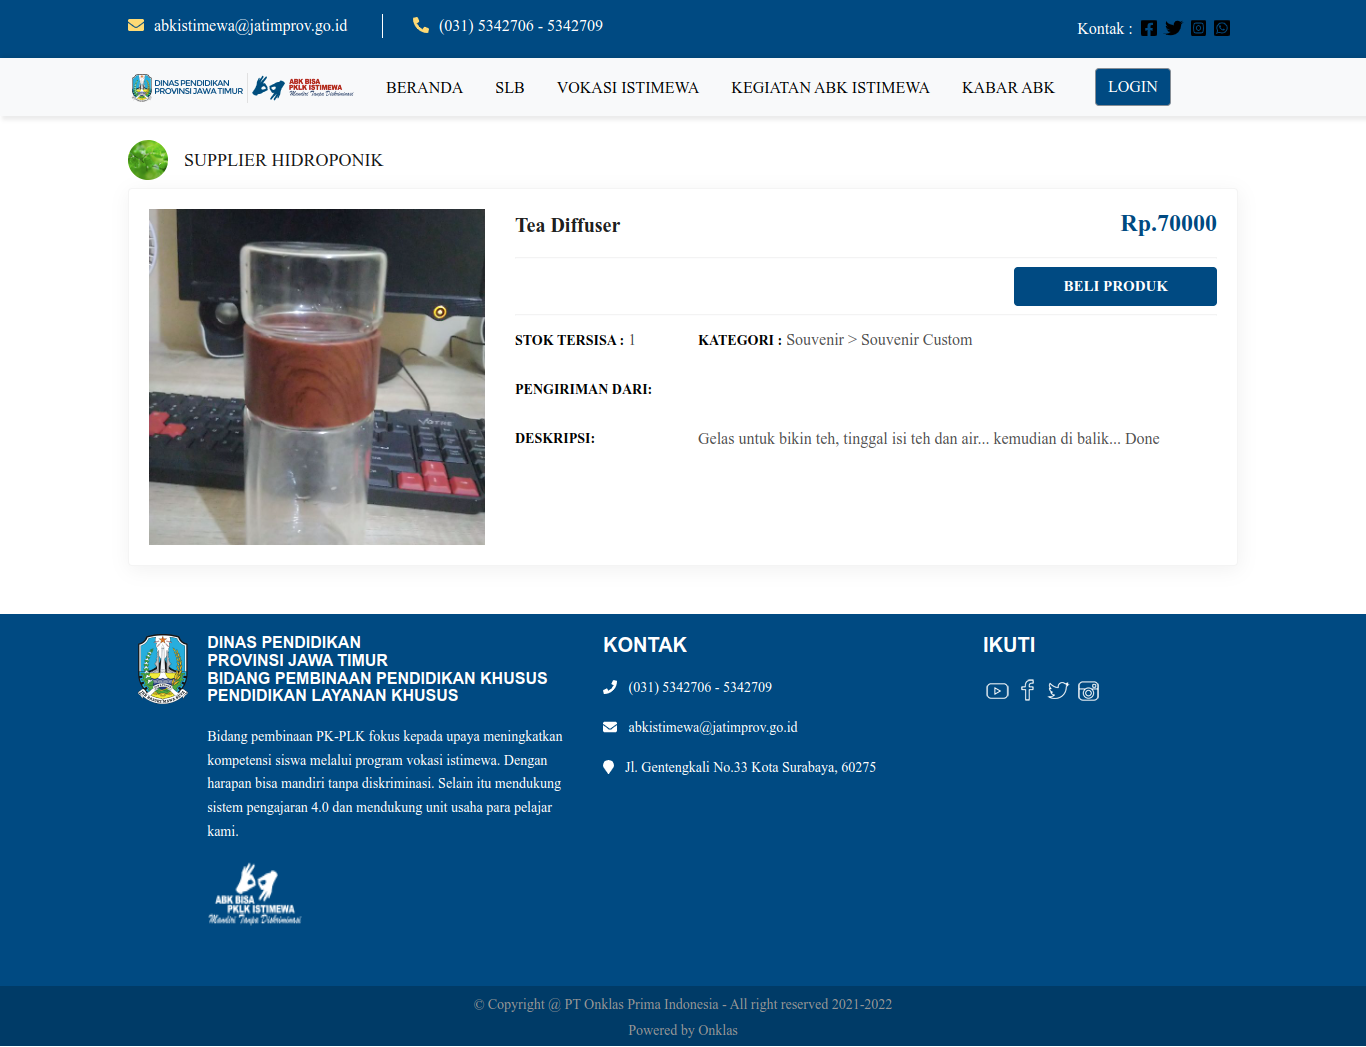 abkistimewa@jatimprov.go.id
(031) 5342706 - 5342709
Kontak :
DINAS PENDIDIKAN
PROVINSI JAWA TIMUR
ABK BISA
PKLK ISTIMEWA
Mandiri Tanpa Diskriminasi
BERANDA
SLB
VOKASI ISTIMEWA
KEGIATAN ABK ISTIMEWA
KABAR ABK
LOGIN
SUPPLIER HIDROPONIK
Tea Diffuser
Rp.70000
BELI PRODUK
STOK TERSISA : 1
KATEGORI : Souvenir > Souvenir Custom
PENGIRIMAN DARI:
DESKRIPSI:
Gelas untuk bikin teh, tinggal isi teh dan air... kemudian di balik... Done
DINAS PENDIDIKAN
PROVINSI JAWA TIMUR
BIDANG PEMBINAAN PENDIDIKAN KHUSUS
PENDIDIKAN LAYANAN KHUSUS
Bidang pembinaan PK-PLK fokus kepada upaya meningkatkan
kompetensi siswa melalui program vokasi istimewa. Dengan
harapan bisa mandiri tanpa diskriminasi. Selain itu mendukung
sistem pengajaran 4.0 dan mendukung unit usaha para pelajar
kami.
ABK BISA
PKLK ISTIMEWA
Mandiri Tanpa Diskriminasi
KONTAK
(031) 5342706 - 5342709
abkistimewa@jatimprov.go.id
Jl. Gentengkali No.33 Kota Surabaya, 60275
IKUTI
© Copyright @ PT Onklas Prima Indonesia - All right reserved 2021-2022
Powered by Onklas